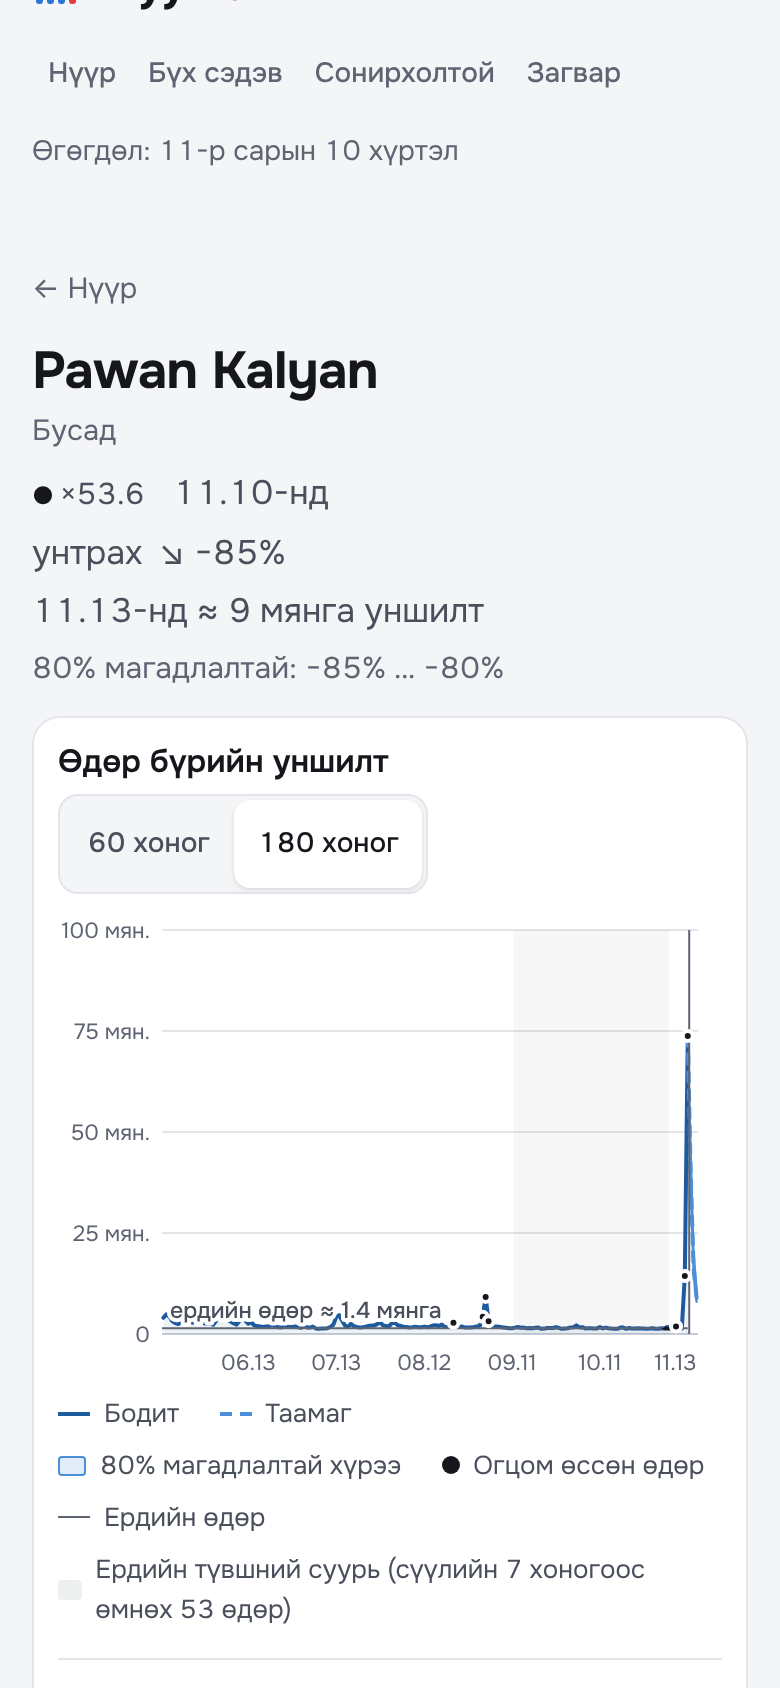 Нүүр Бүх сэдэв Сонирхолтой Загвар
Өгөгдөл: 11-р сарын 10 хүртэл
← Нүүр
Pawan Kalyan
Бусад
×53.6 11.10-нд
унтрах ↘ −85%
11.13-нд ≈ 9 мянга уншилт
80% магадлалтай: −85% … −80%
Өдөр бүрийн уншилт
60 хоног 180 хоног
100 мян.
75 мян.
50 мян.
25 мян.
ердийн өдөр ≈ 1.4 мянга
0
06.13 07.13 08.12 09.11 10.11 11.13
Бодит Таамаг
80% магадлалтай хүрээ Огцом өссөн өдөр
Ердийн өдөр
Ердийн түвшний суурь (сүүлийн 7 хоногоос
өмнөх 53 өдөр)